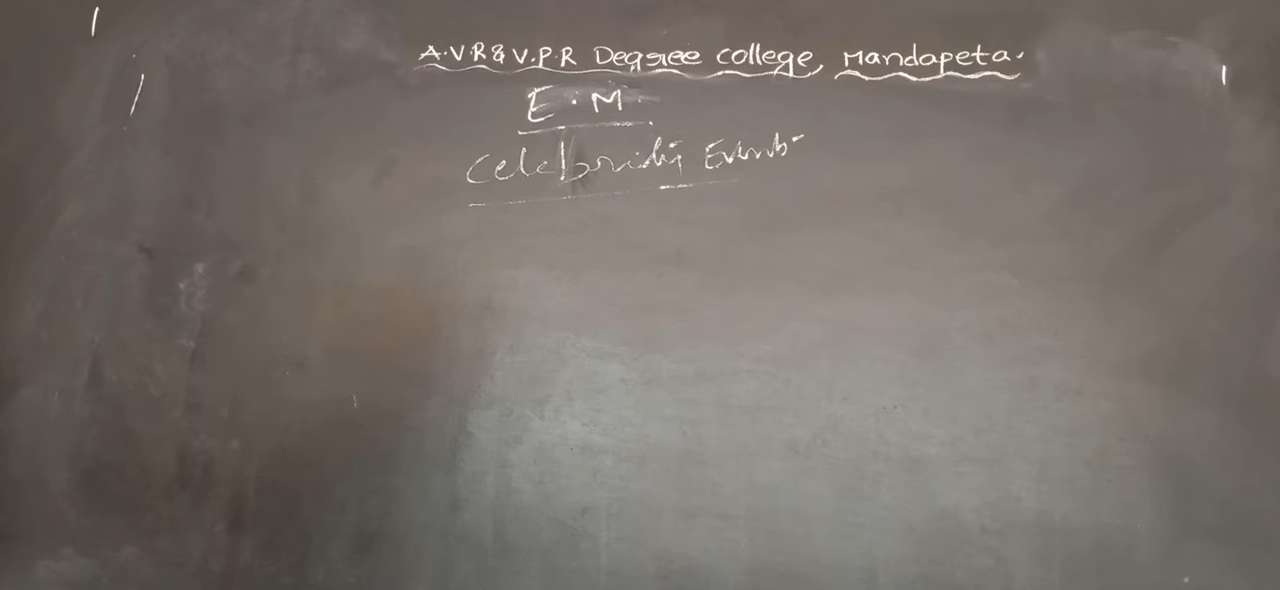 A.V.R & V.P.R Degree college, Mandapeta.
E.M.
Celebrity Events